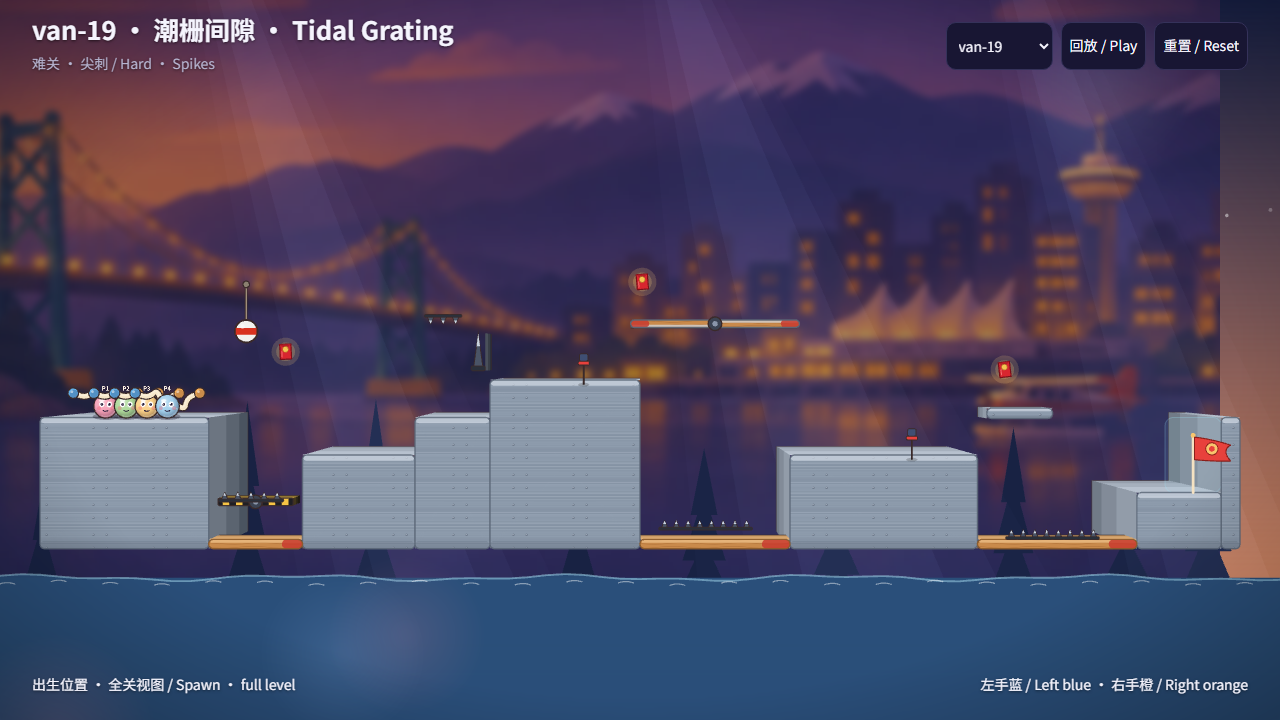 van-19 • 潮栅间隙 • Tidal Grating
难关 • 尖刺 / Hard • Spikes
van-19
回放 / Play
重置 / Reset
P1 P2 P3 P4
出生位置 • 全关视图 / Spawn • full level
左手蓝 / Left blue • 右手橙 / Right orange